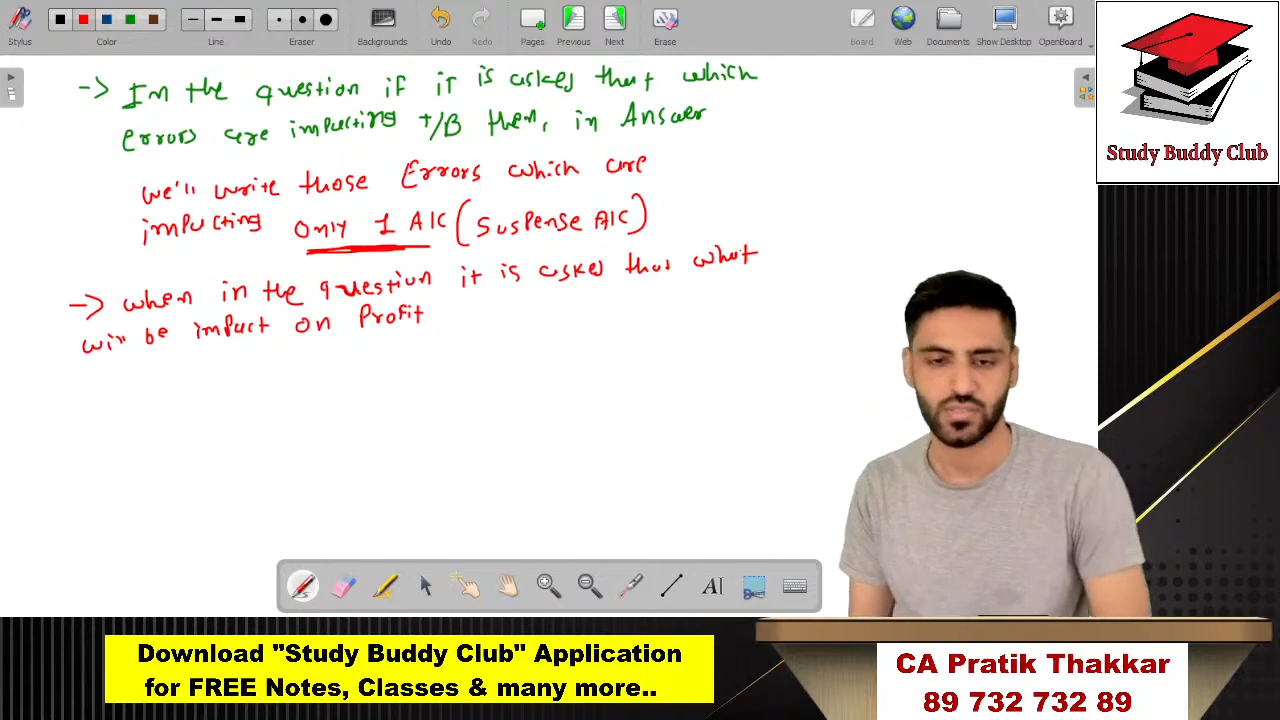 Stylus
Color
Line
Eraser
Backgrounds
Undo
Redo
Pages
Previous
Next
Erase
Board
Web
Documents
Show Desktop
OpenBoard
Study Buddy Club
-> In the question if it is asked that which
errors are impacting T/B then, in Answer
we'll write those Errors which are
impacting only 1 A/C (Suspense A/C)
-> when in the question it is asked that what
will be impact on Profit
Download "Study Buddy Club" Application
for FREE Notes, Classes & many more..
CA Pratik Thakkar
89 732 732 89